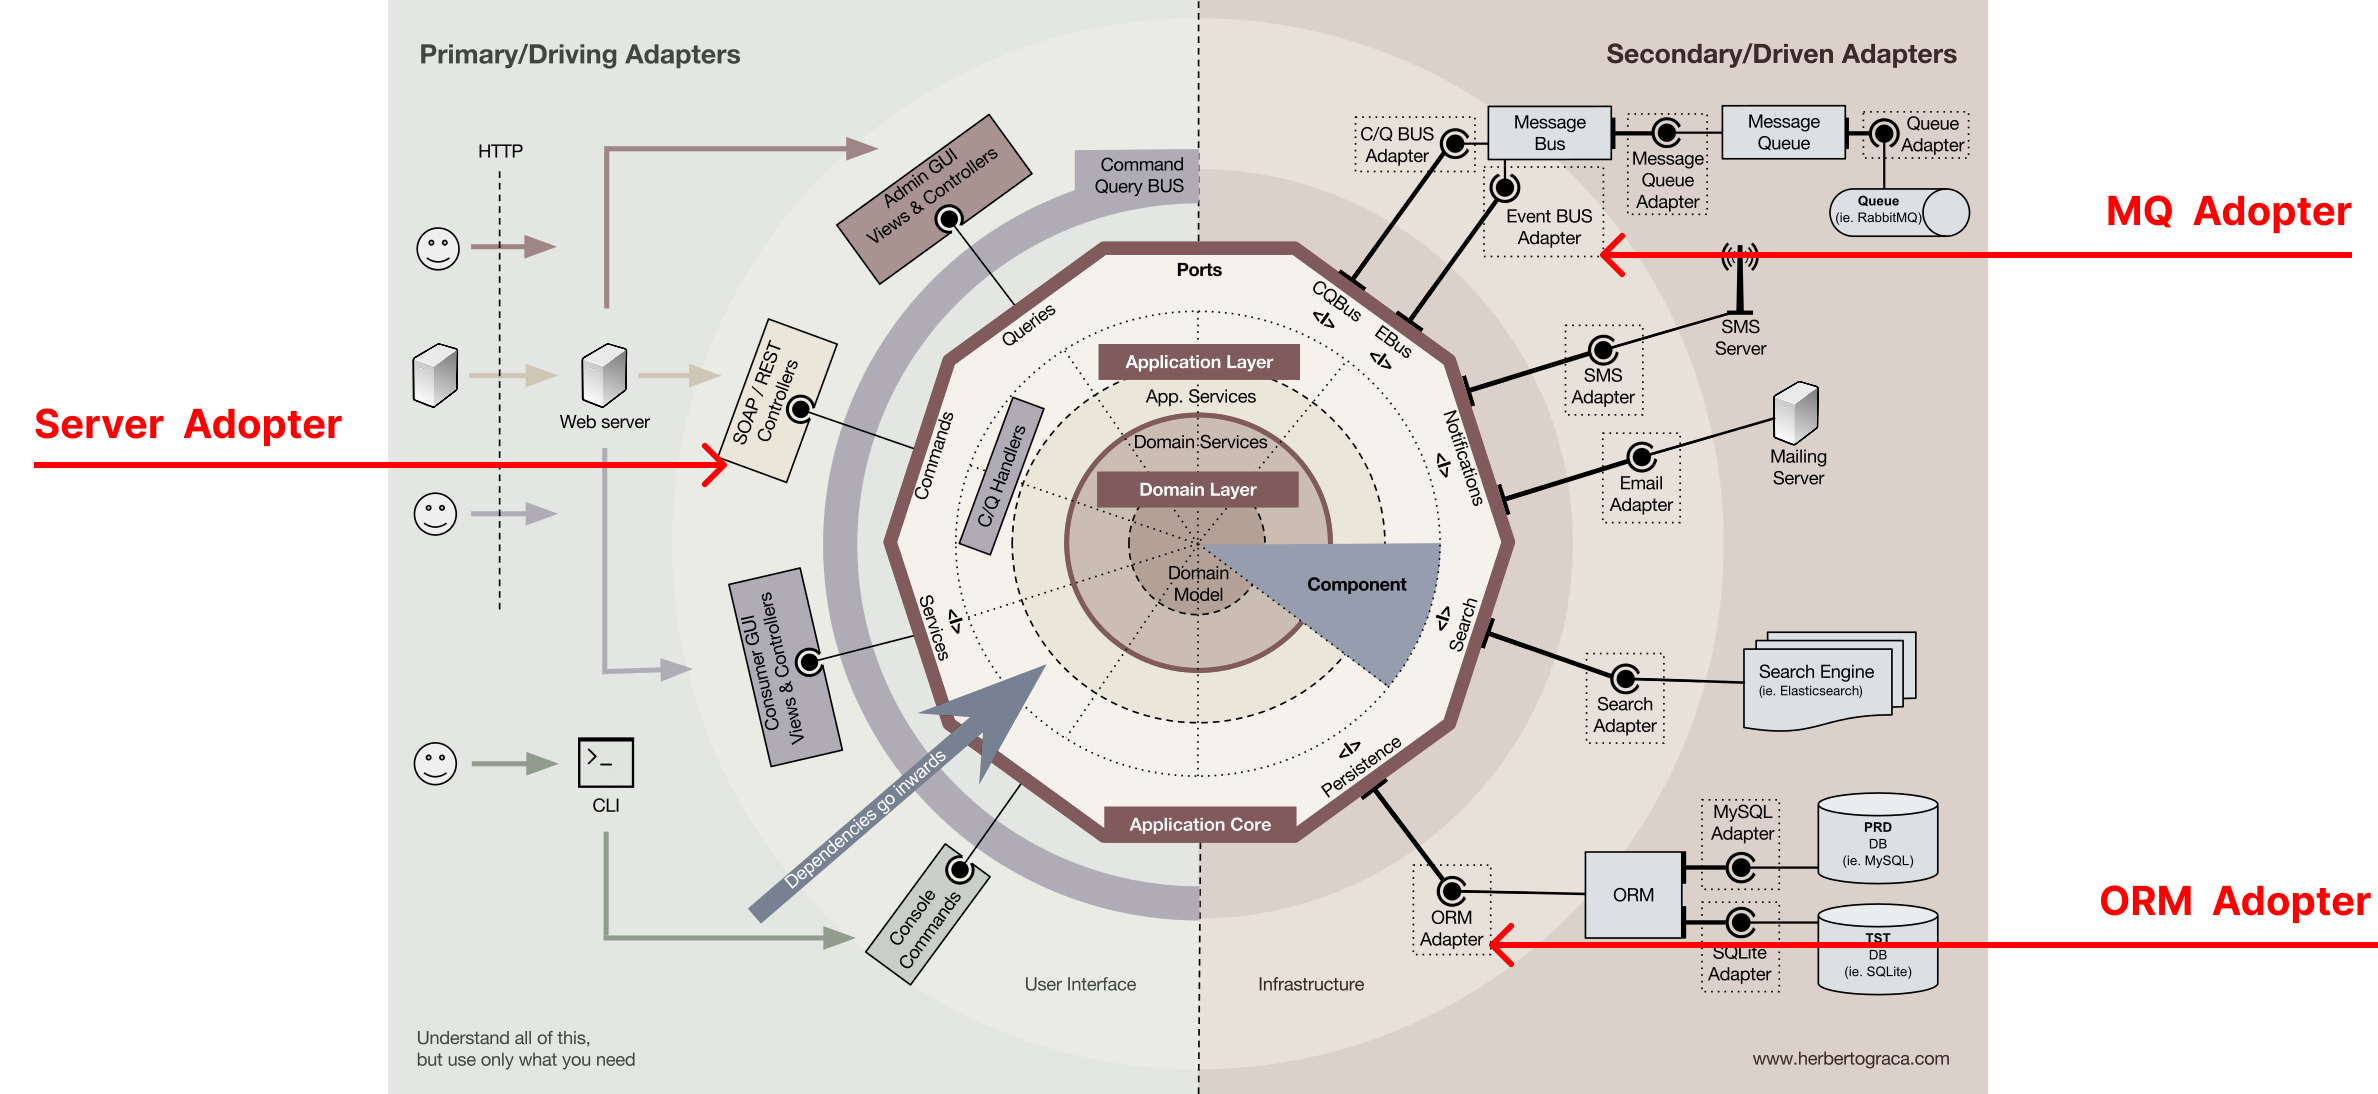 Primary/Driving Adapters
Secondary/Driven Adapters
HTTP
Admin GUI
Views & Controllers
Command
Query BUS
C/Q BUS
Adapter
Message
Bus
Message
Queue
Adapter
Message
Queue
Queue
Adapter
Queue
(ie. RabbitMQ)
Event BUS
Adapter
MQ Adopter
Ports
Queries
CQBus
</>
EBus
</>
SMS
Server
SMS
Adapter
Application Layer
App. Services
Web server
SOAP / REST
Controllers
Server Adopter
Commands
C/Q Handlers
Domain Services
Domain Layer
Notifications
</>
Mailing
Server
Email
Adapter
Domain
Model
Component
Consumer GUI
Views & Controllers
Services
</>
</>
Search
Search Engine
(ie. Elasticsearch)
Search
Adapter
>_
CLI
Dependencies go inwards
</>
Persistence
Application Core
MySQL
Adapter
PRD
DB
(ie. MySQL)
Console
Commands
ORM
Adapter
ORM
ORM Adopter
SQLite
Adapter
TST
DB
(ie. SQLite)
User Interface
Infrastructure
Understand all of this,
but use only what you need
www.herbertograca.com